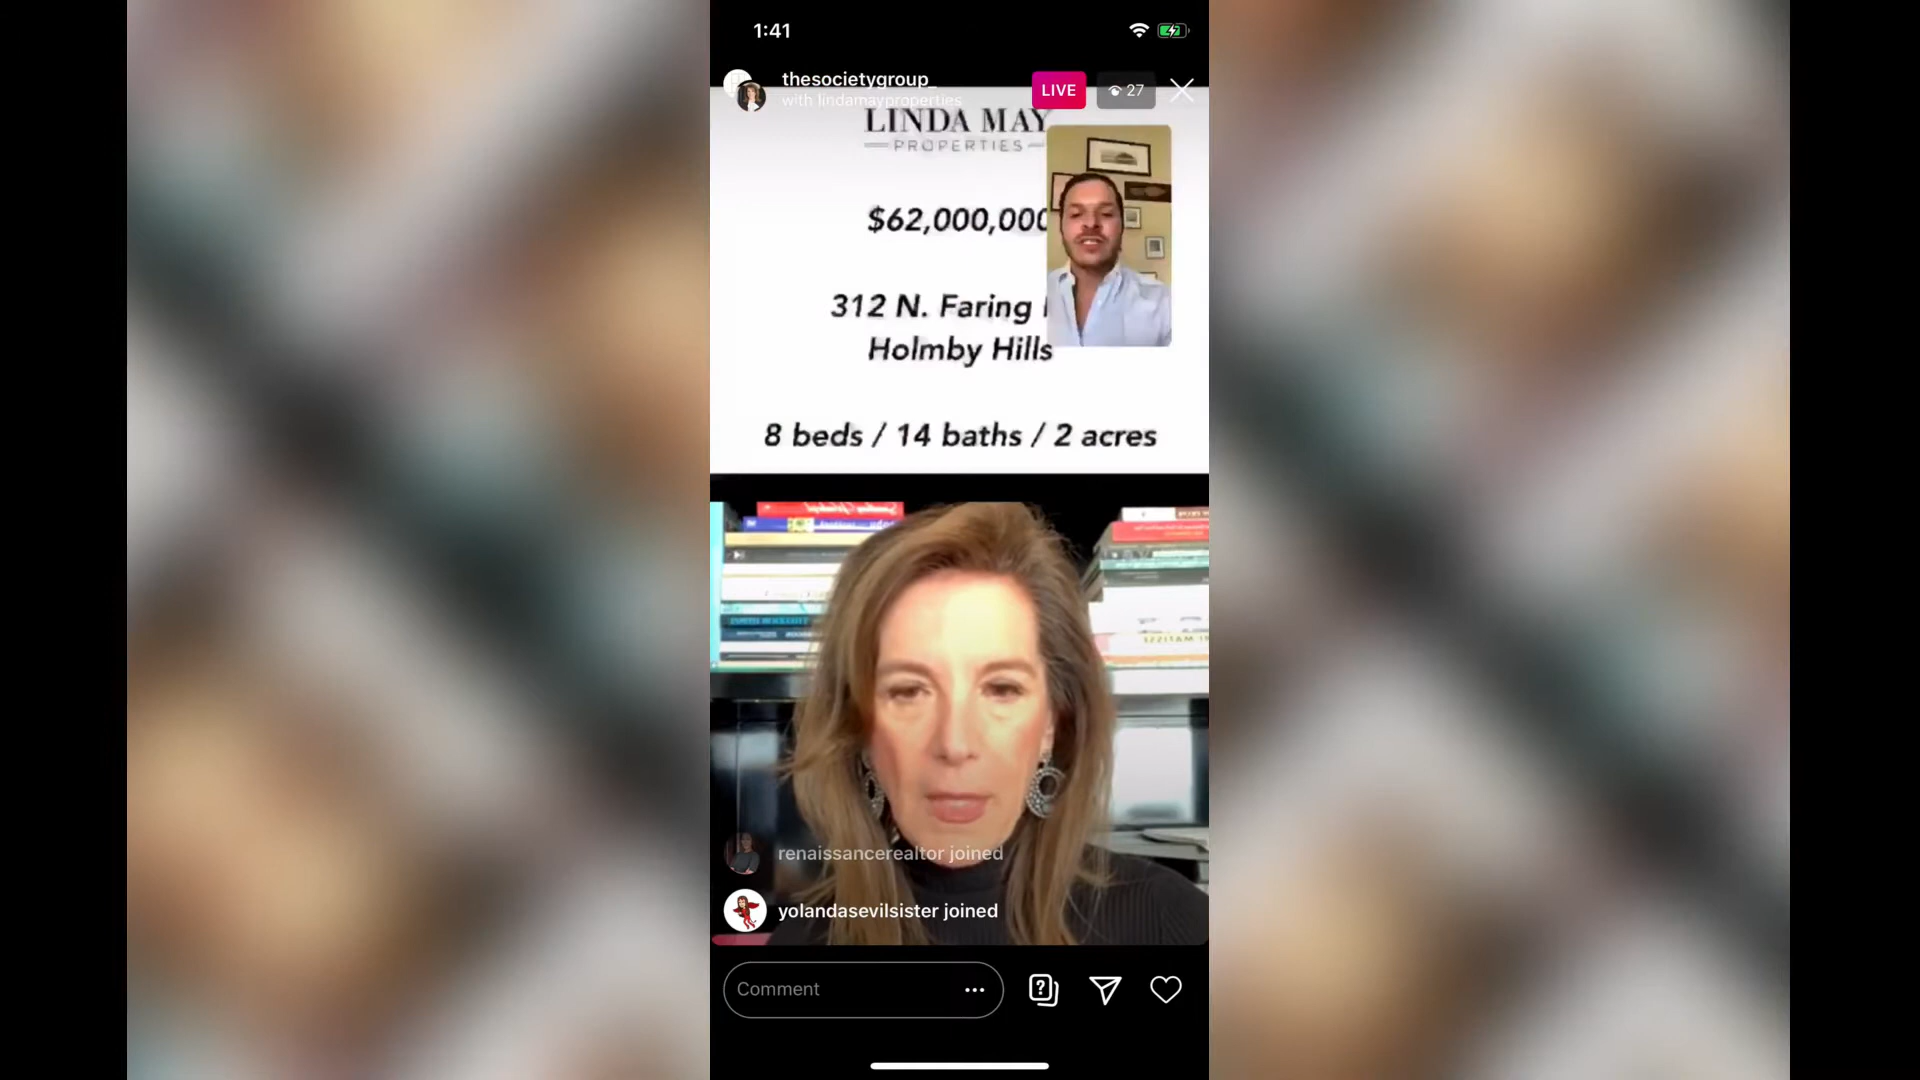 1:41
thesocietygroup_
with lindamayproperties
LIVE
27
LINDA MAY
PROPERTIES
$62,000,000
312 N. Faring
Holmby Hills
8 beds / 14 baths / 2 acres
renaissancerealtor joined
yolandasevilsister joined
Comment